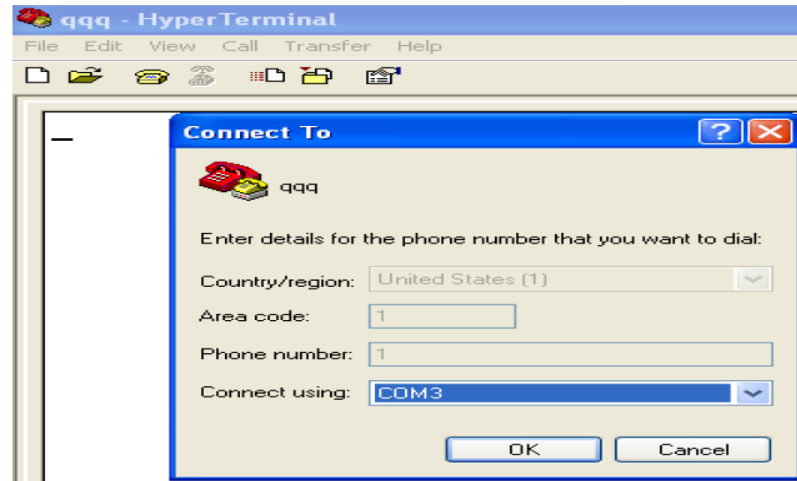 qqq - HyperTerminal
File Edit View Call Transfer Help
Connect To
qqq
Enter details for the phone number that you want to dial:
Country/region: United States (1)
Area code: 1
Phone number: 1
Connect using: COM3
OK Cancel